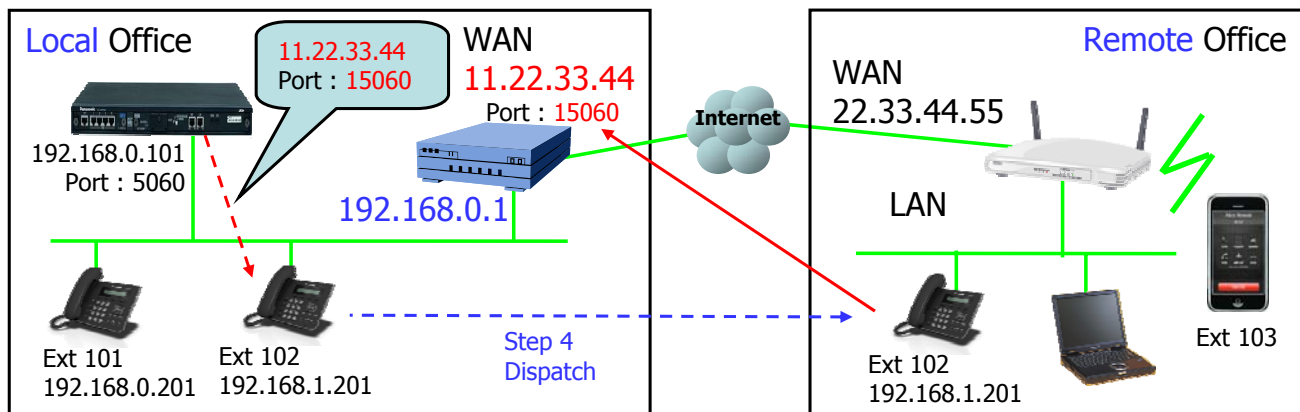 Local Office
11.22.33.44
Port : 15060
WAN
11.22.33.44
Port : 15060
192.168.0.101
Port : 5060
192.168.0.1
Ext 101
192.168.0.201
Ext 102
192.168.1.201
Step 4
Dispatch
Internet
Remote Office
WAN
22.33.44.55
LAN
Ext 102
192.168.1.201
Ext 103